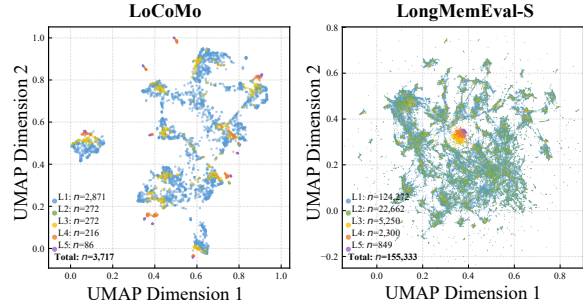 LoCoMo
UMAP Dimension 2
1.0
0.8
0.6
0.4
0.2
0.0
L1: n=2,871
L2: n=272
L3: n=272
L4: n=216
L5: n=86
Total: n=3,717
0.0
0.2
0.4
0.6
0.8
1.0
UMAP Dimension 1
LongMemEval-S
UMAP Dimension 2
0.8
0.6
0.4
0.2
0.0
−0.2
L1: n=124,272
L2: n=22,662
L3: n=5,250
L4: n=2,300
L5: n=849
Total: n=155,333
0.0
0.2
0.4
0.6
0.8
UMAP Dimension 1